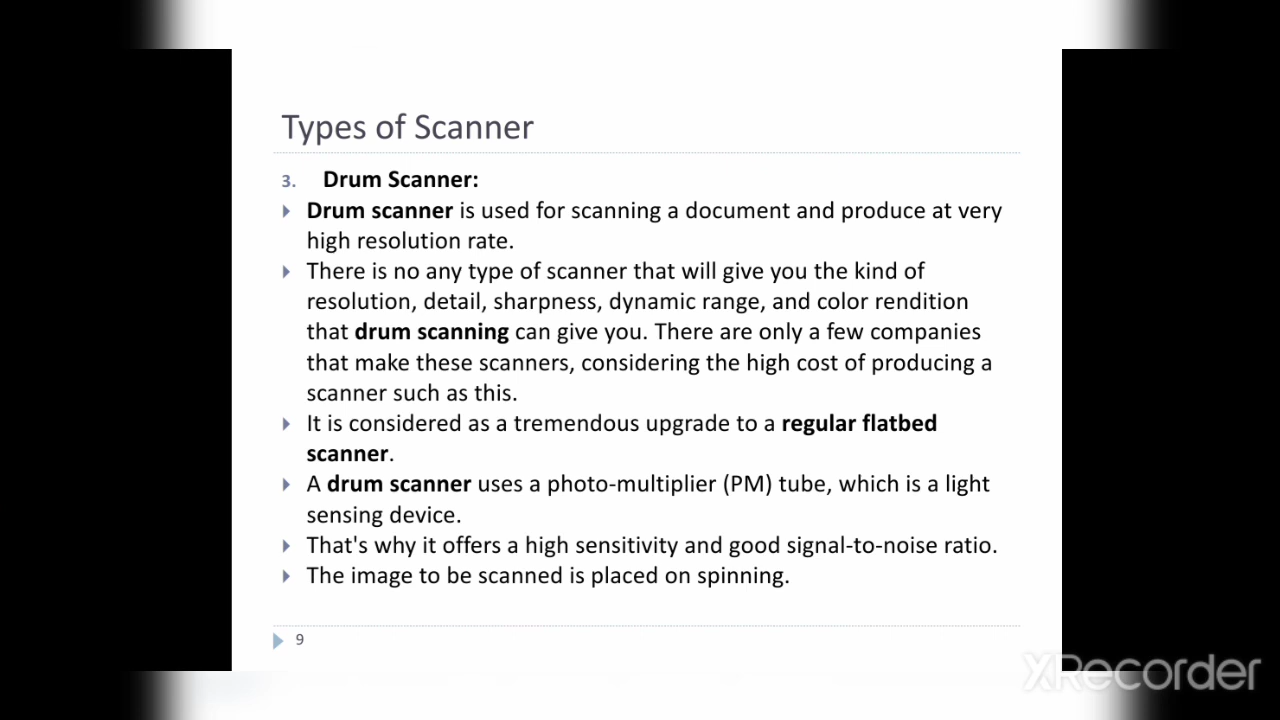 Types of Scanner
3. Drum Scanner:
Drum scanner is used for scanning a document and produce at very
high resolution rate.
There is no any type of scanner that will give you the kind of
resolution, detail, sharpness, dynamic range, and color rendition
that drum scanning can give you. There are only a few companies
that make these scanners, considering the high cost of producing a
scanner such as this.
It is considered as a tremendous upgrade to a regular flatbed
scanner.
A drum scanner uses a photo-multiplier (PM) tube, which is a light
sensing device.
That's why it offers a high sensitivity and good signal-to-noise ratio.
The image to be scanned is placed on spinning.
9
XRecorder